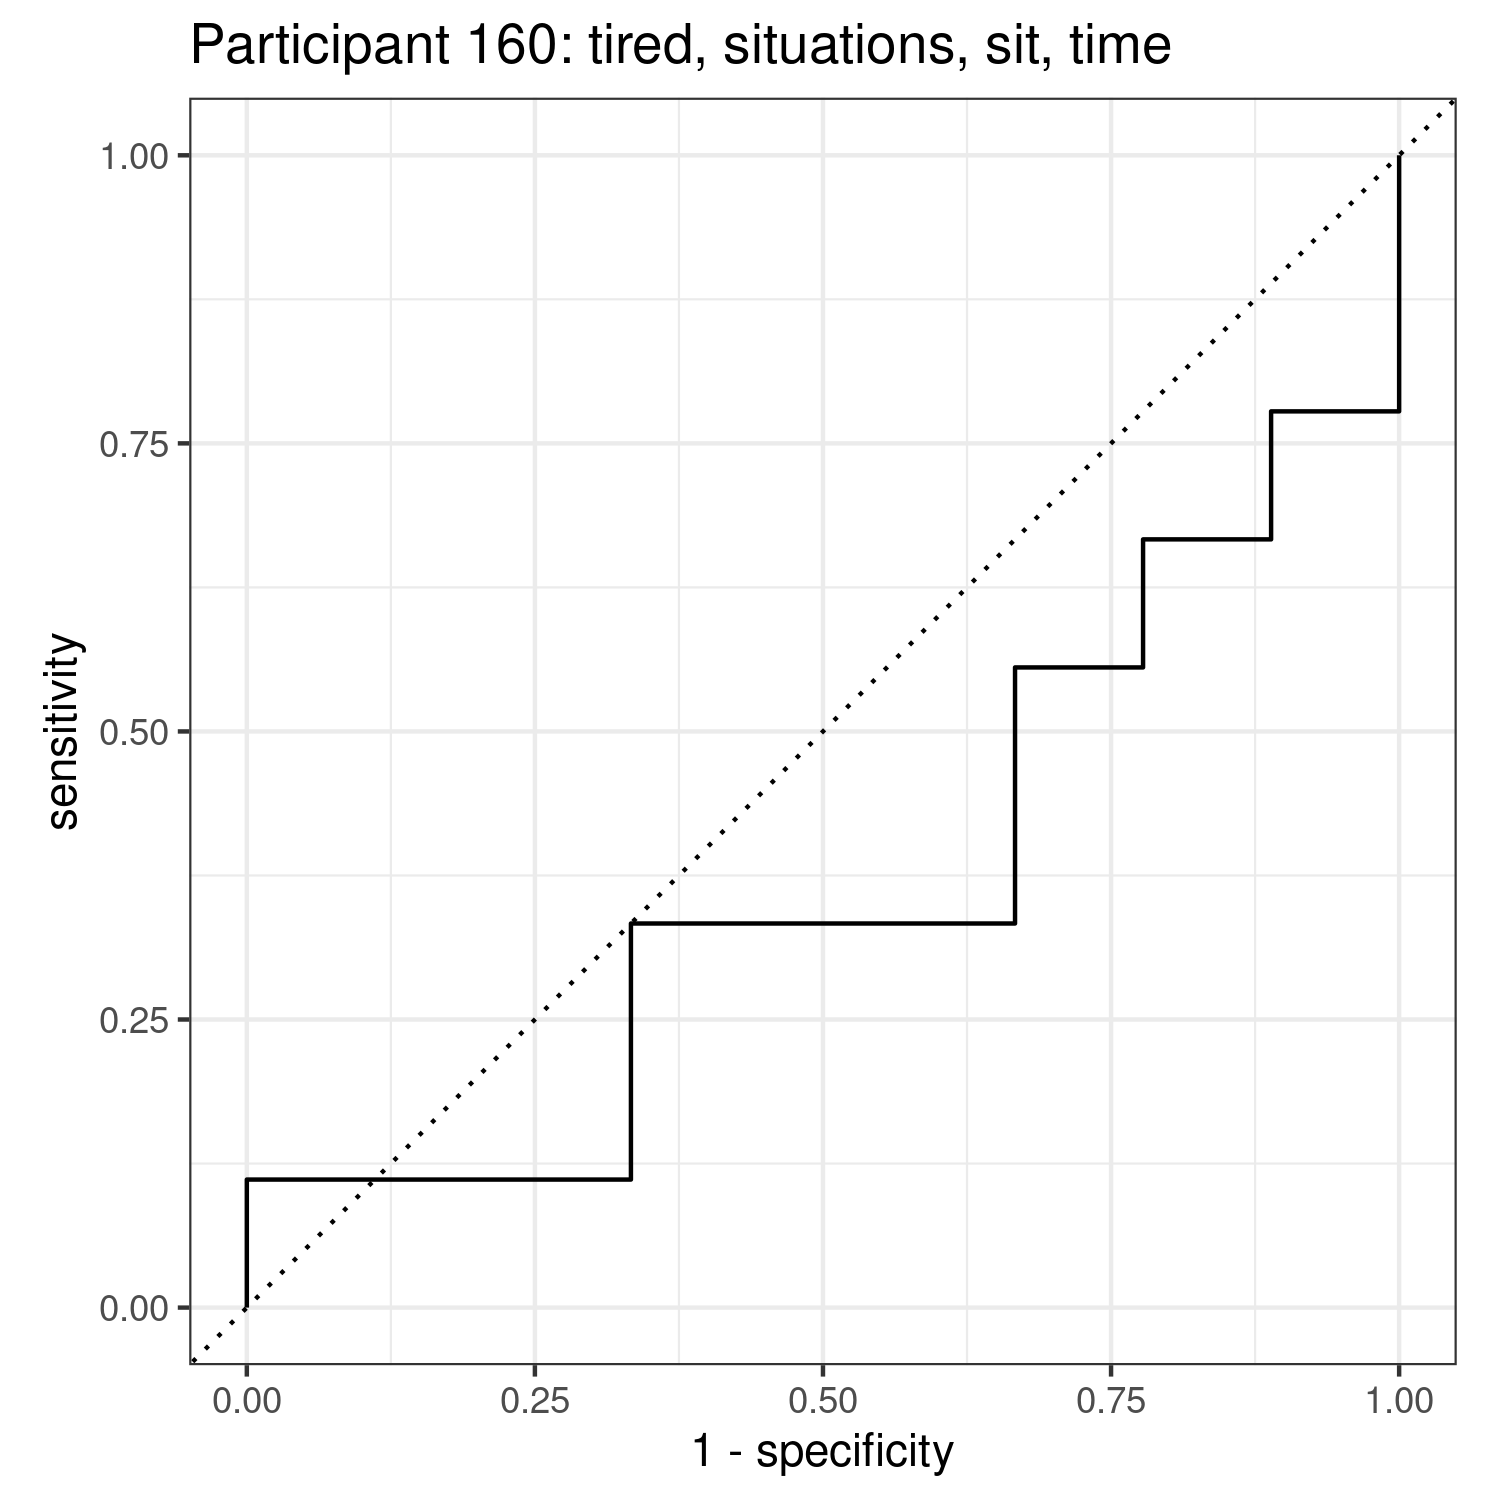 Participant 160: tired, situations, sit, time
1.00
0.75
0.50
0.25
0.00
sensitivity
0.00 0.25 0.50 0.75 1.00
1 - specificity